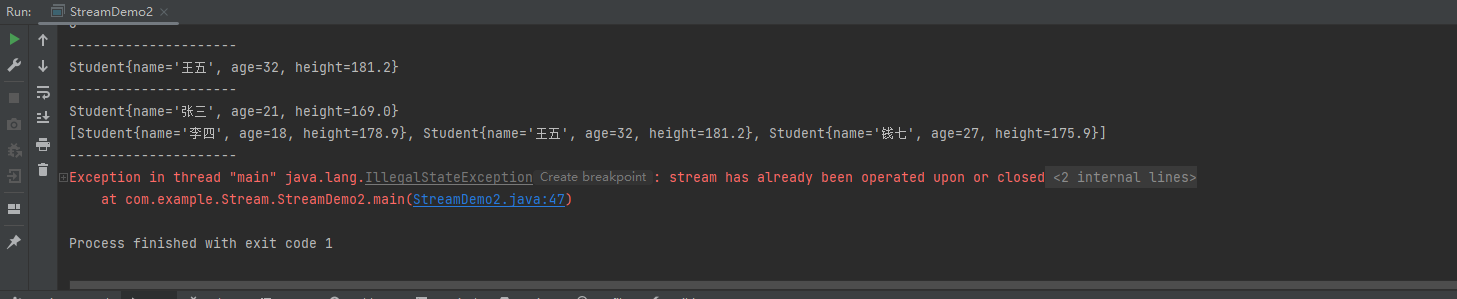 Run: StreamDemo2
---------------------
Student{name='王五', age=32, height=181.2}
---------------------
Student{name='张三', age=21, height=169.0}
[Student{name='李四', age=18, height=178.9}, Student{name='王五', age=32, height=181.2}, Student{name='钱七', age=27, height=175.9}]
---------------------
Exception in thread "main" java.lang.IllegalStateException Create breakpoint : stream has already been operated upon or closed <2 internal lines>
at com.example.Stream.StreamDemo2.main(StreamDemo2.java:47)
Process finished with exit code 1